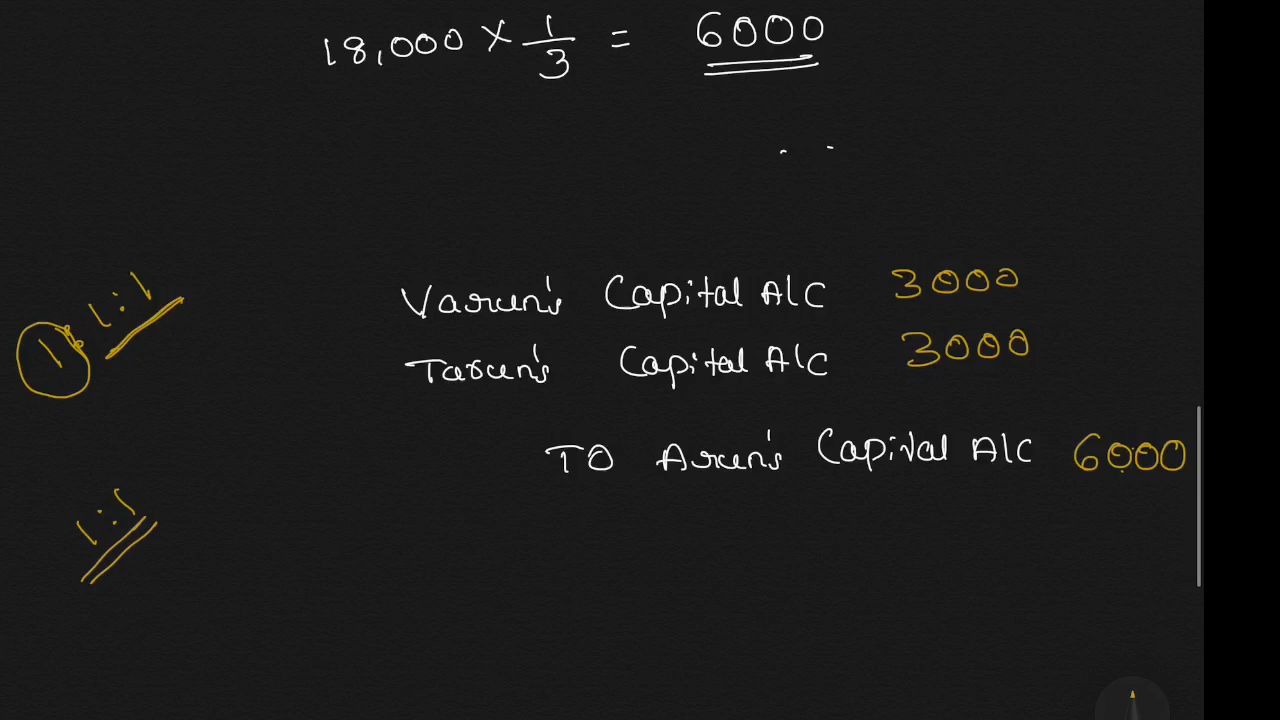 18,000 × 1/3 = 6000
Varun's Capital A/c 3000
Tarun's Capital A/c 3000
TO Arun's Capital A/c 6000
1 : 1 : 1
1 : 1